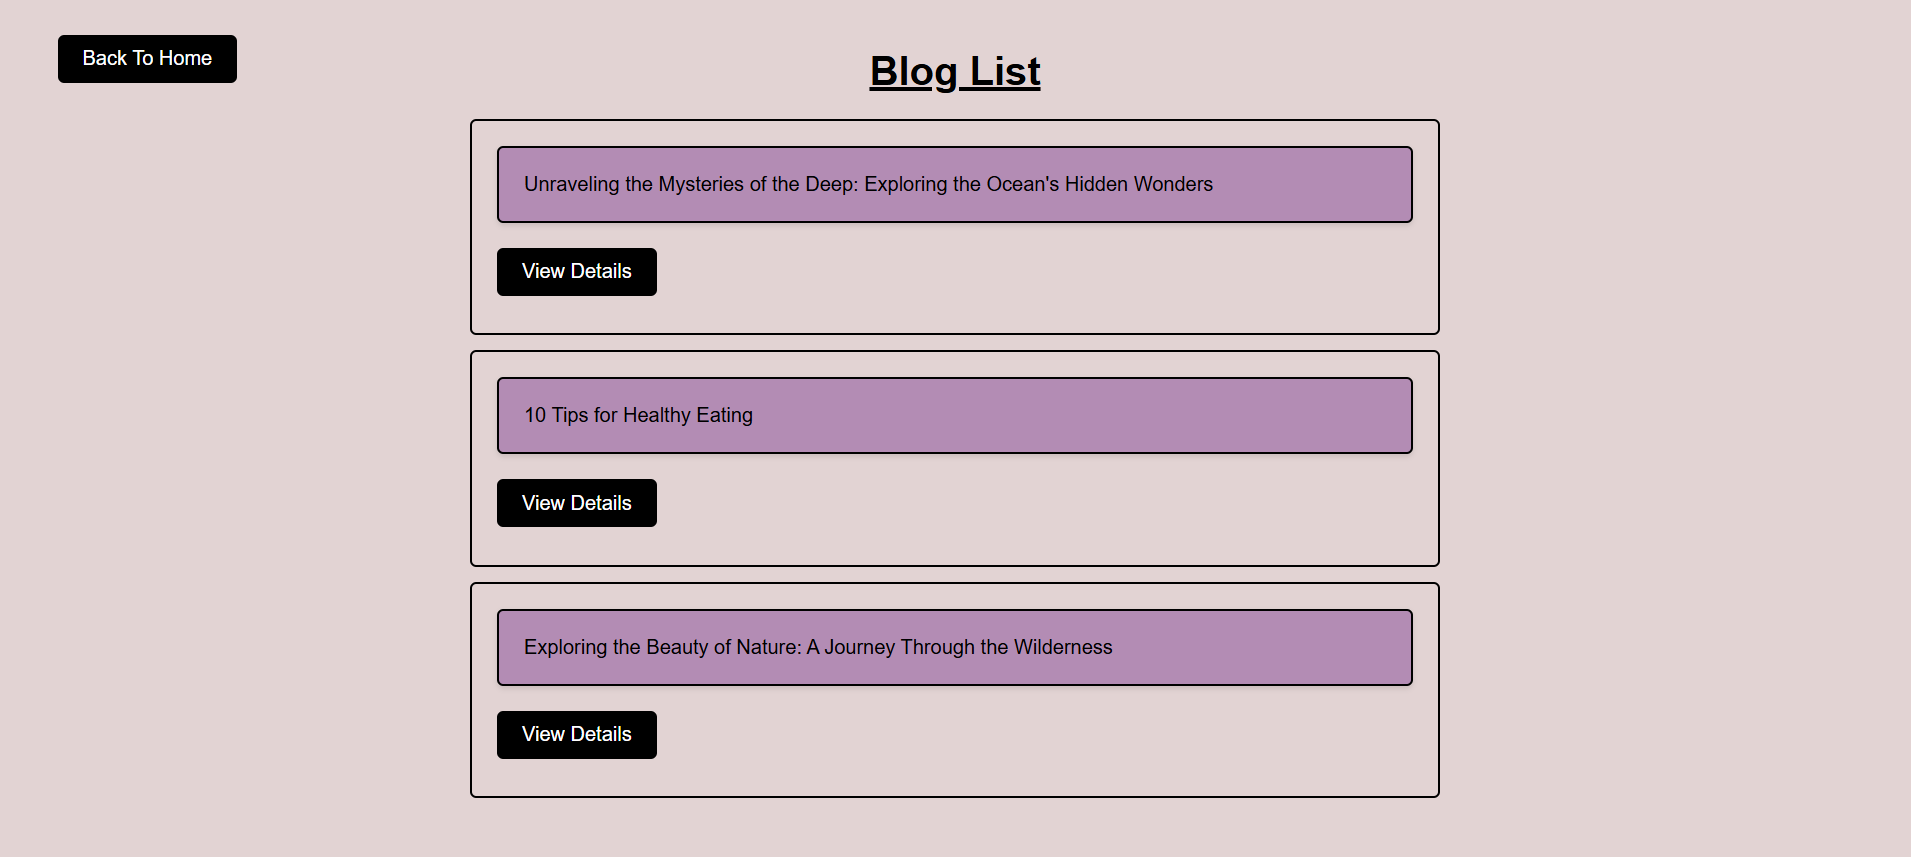 Back To Home
Blog List
Unraveling the Mysteries of the Deep: Exploring the Ocean's Hidden Wonders
View Details
10 Tips for Healthy Eating
View Details
Exploring the Beauty of Nature: A Journey Through the Wilderness
View Details